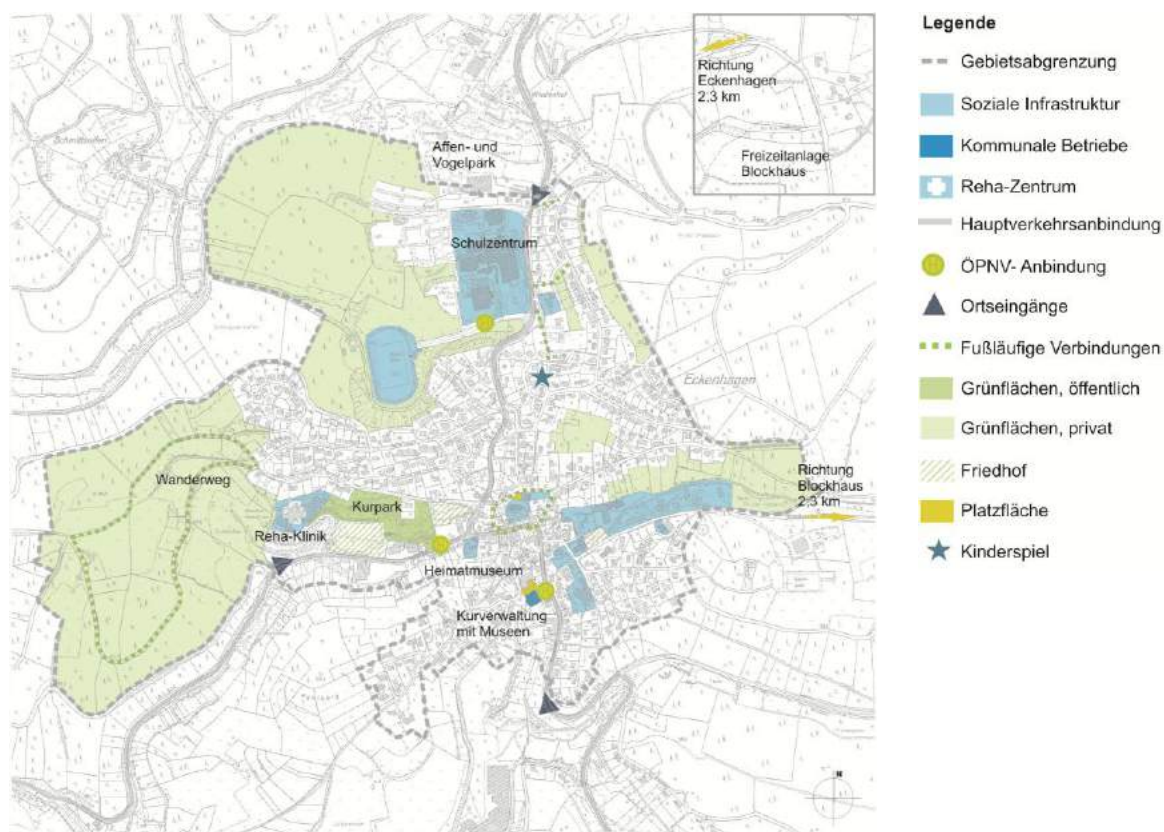 Legende
Gebietsabgrenzung
Soziale Infrastruktur
Kommunale Betriebe
Reha-Zentrum
Hauptverkehrsanbindung
ÖPNV- Anbindung
Ortseingänge
Fußläufige Verbindungen
Grünflächen, öffentlich
Grünflächen, privat
Friedhof
Platzfläche
Kinderspiel
Richtung
Eckenhagen
2.3 km
Freizeitanlage
Blockhaus
Affen- und
Vogelpark
Schulzentrum
Eckenhagen
Wanderweg
Richtung
Blockhaus
2,3 km
Kurpark
Reha-Klinik
Heimatmuseum
Kurverwaltung
mit Museen
N